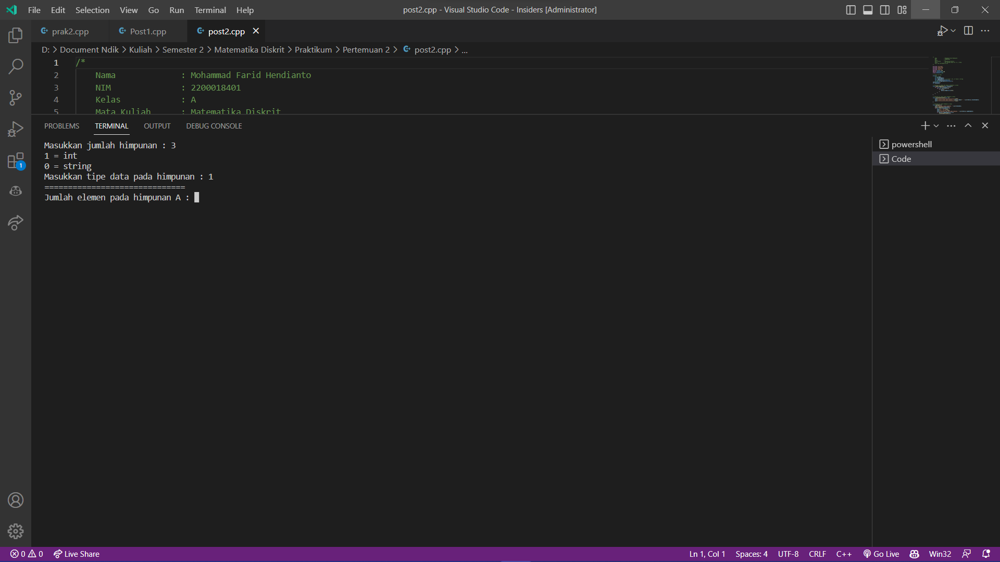 File Edit Selection View Go Run Terminal Help
post2.cpp - Visual Studio Code - Insiders [Administrator]
prak2.cpp Post1.cpp post2.cpp
D: > Document Ndik > Kuliah > Semester 2 > Matematika Diskrit > Praktikum > Pertemuan 2 > post2.cpp > ...
1 /*
2 Nama : Mohammad Farid Hendianto
3 NIM : 2200018401
4 Kelas : A
5 Mata Kuliah : Matematika Diskrit
PROBLEMS TERMINAL OUTPUT DEBUG CONSOLE
Masukkan jumlah himpunan : 3
1 = int
0 = string
Masukkan tipe data pada himpunan : 1
==============================
Jumlah elemen pada himpunan A :
powershell
Code
1
0 0 Live Share
Ln 1, Col 1 Spaces: 4 UTF-8 CRLF C++ Go Live Win32